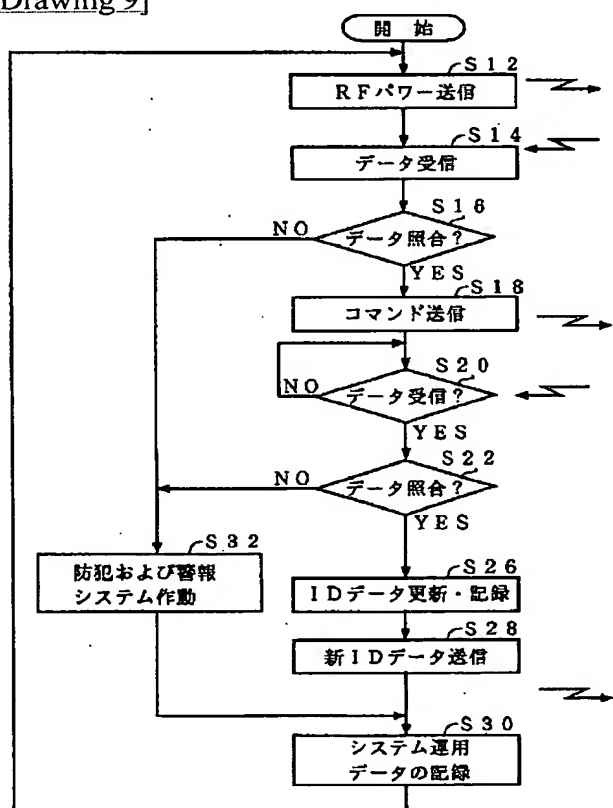 [Drawing 9]
開 始
S12
RFパワー送信
S14
データ受信
S16
NO
データ照合?
YES
S18
コマンド送信
S20
NO
データ受信?
YES
S22
NO
データ照合?
YES
S32
防犯および警報
システム作動
S26
IDデータ更新・記録
S28
新IDデータ送信
S30
システム運用
データの記録